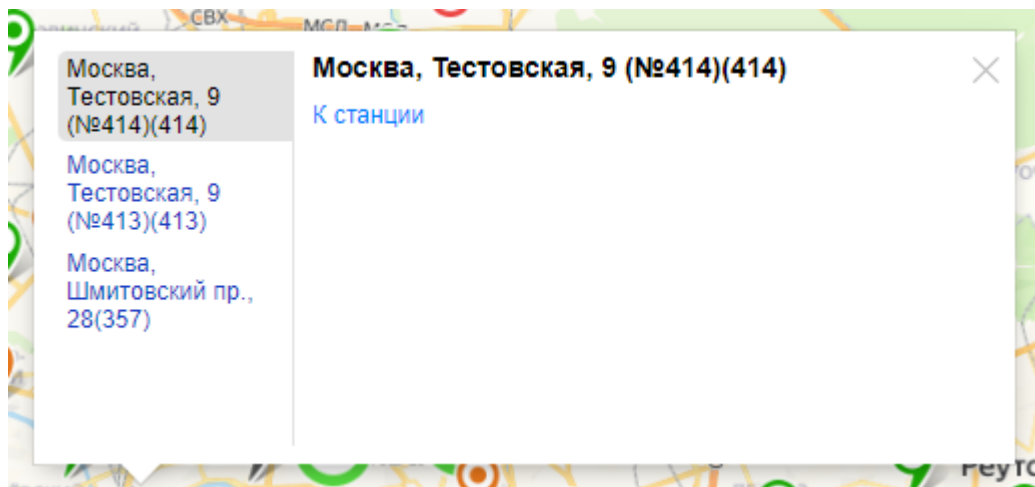 СВХ
Москва,
Тестовская, 9
(№414)(414)
Москва,
Тестовская, 9
(№413)(413)
Москва,
Шмитовский пр.,
28(357)
Москва, Тестовская, 9 (№414)(414)
К станции